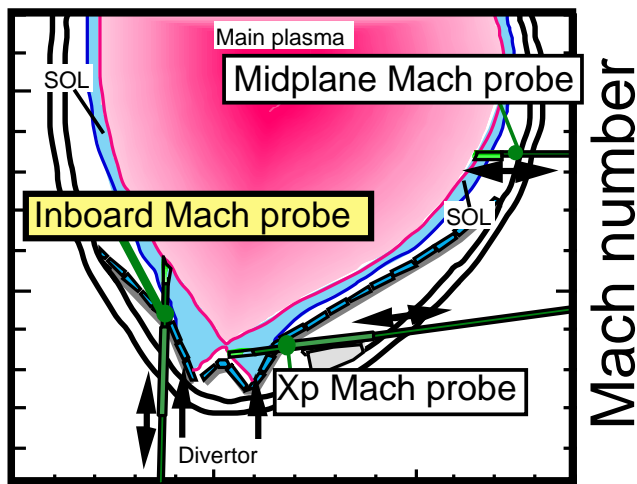 Main plasma
SOL
Midplane Mach probe
Inboard Mach probe
SOL
Xp Mach probe
Divertor
Mach number